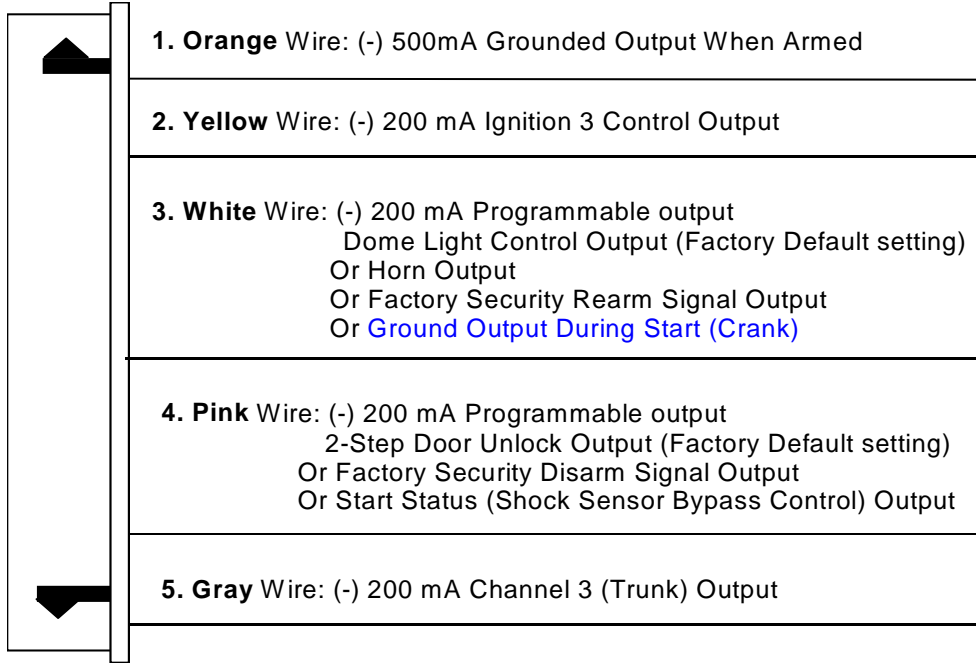 1. Orange Wire: (-) 500mA Grounded Output When Armed
2. Yellow Wire: (-) 200 mA Ignition 3 Control Output
3. White Wire: (-) 200 mA Programmable output
Dome Light Control Output (Factory Default setting)
Or Horn Output
Or Factory Security Rearm Signal Output
Or Ground Output During Start (Crank)
4. Pink Wire: (-) 200 mA Programmable output
2-Step Door Unlock Output (Factory Default setting)
Or Factory Security Disarm Signal Output
Or Start Status (Shock Sensor Bypass Control) Output
5. Gray Wire: (-) 200 mA Channel 3 (Trunk) Output